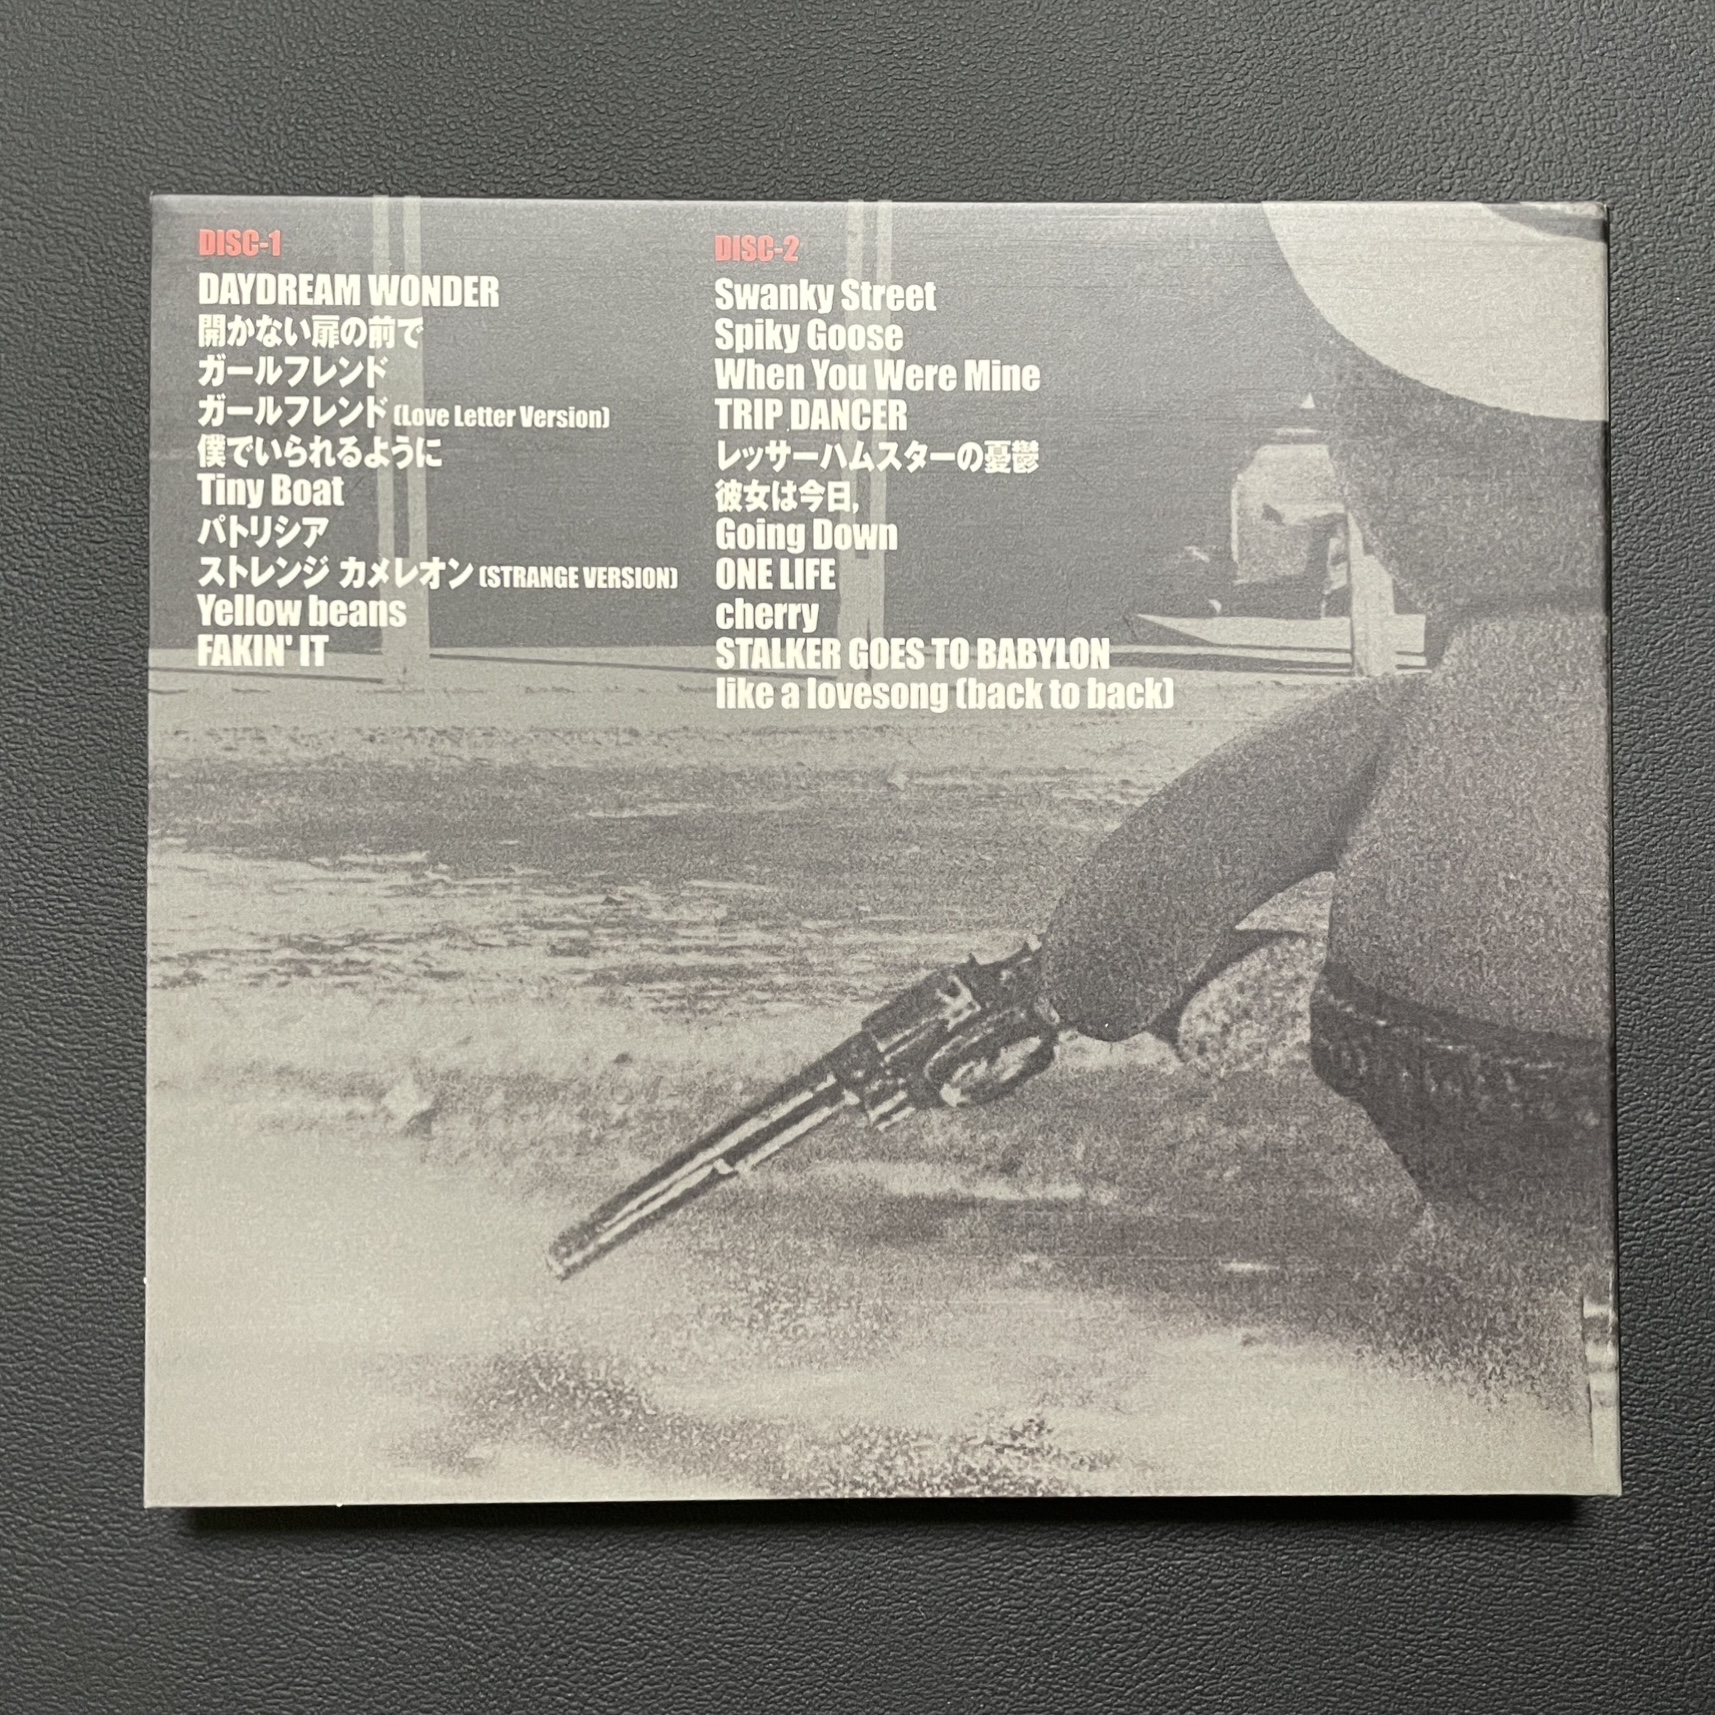 DISC-1
DAYDREAM WONDER
開かない扉の前で
ガールフレンド
ガールフレンド (Love Letter Version)
僕でいられるように
Tiny Boat
パトリシア
ストレンジ カメレオン (STRANGE VERSION)
Yellow beans
FAKIN' IT
DISC-2
Swanky Street
Spiky Goose
When You Were Mine
TRIP DANCER
レッサーハムスターの憂鬱
彼女は今日,
Going Down
ONE LIFE
cherry
STALKER GOES TO BABYLON
like a lovesong (back to back)